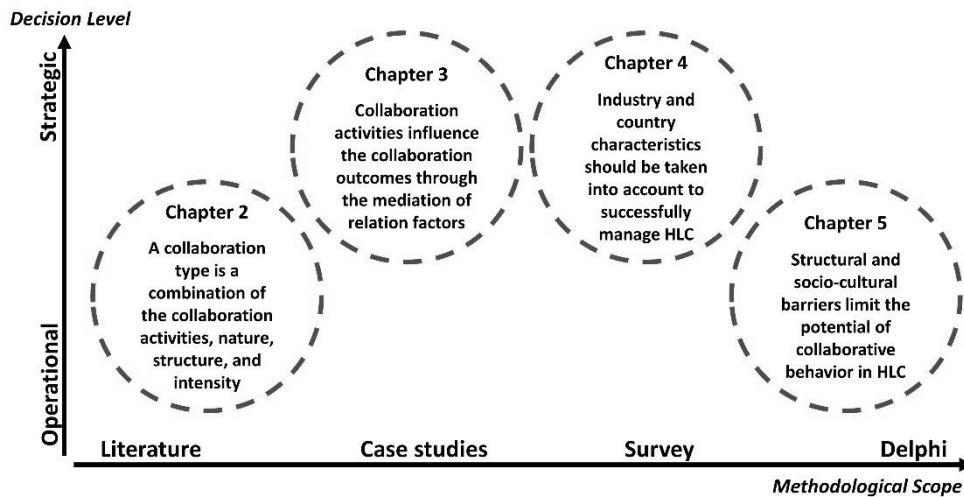 Decision Level
Strategic
Operational
Chapter 2
A collaboration
type is a
combination of
the collaboration
activities, nature,
structure, and
intensity
Chapter 3
Collaboration
activities influence
the collaboration
outcomes through
the mediation of
relation factors
Chapter 4
Industry and
country
characteristics
should be taken
into account to
successfully
manage HLC
Chapter 5
Structural and
socio-cultural
barriers limit the
potential of
collaborative
behavior in HLC
Literature
Case studies
Survey
Delphi
Methodological Scope